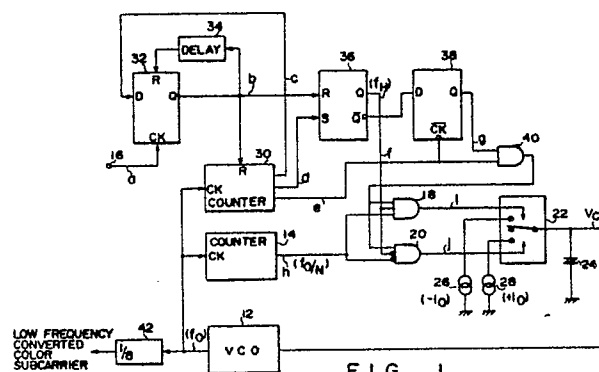 34
DELAY
32
R
D
Q
CK
b
c
36
(fH)
R
Q
S
Q
38
D
Q
CK
g
40
16
a
R
30
CK
COUNTER
d
e
f
18
i
22
Vc
COUNTER
14
CK
h (fO/N)
20
j
26
(-IO)
28
(+IO)
24
LOW FREQUENCY
CONVERTED
COLOR
SUBCARRIER
42
1/8
(fO)
12
VCO